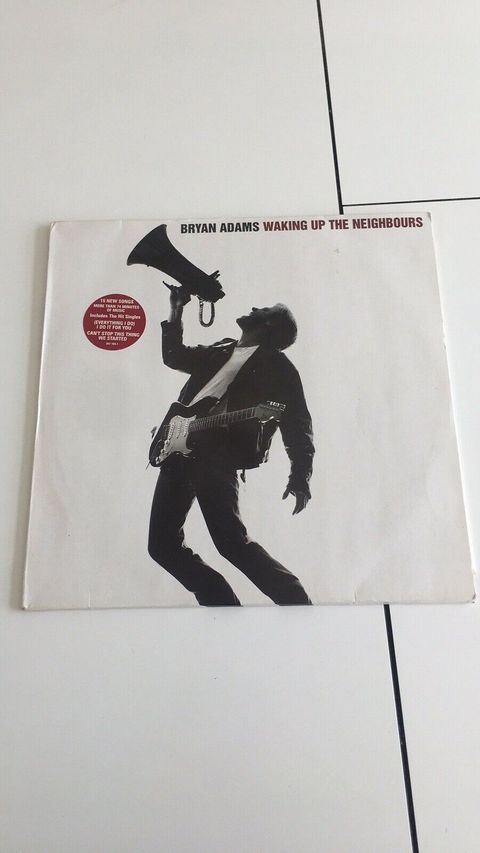 BRYAN ADAMS WAKING UP THE NEIGHBOURS
15 NEW SONGS
MORE THAN 74 MINUTES
OF MUSIC
Includes The Hit Singles
(EVERYTHING I DO)
I DO IT FOR YOU
CAN'T STOP THIS THING
WE STARTED